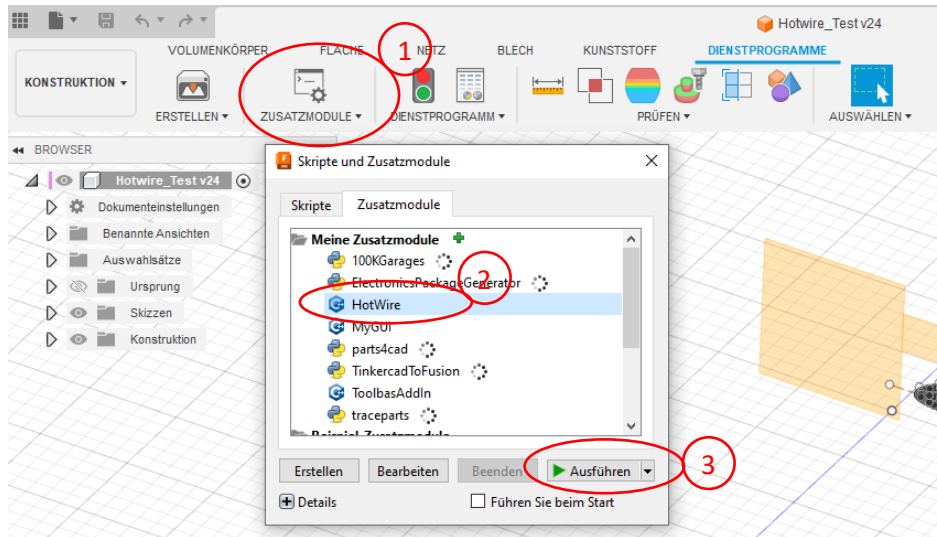 Hotwire_Test v24
VOLUMENKÖRPER FLÄCHE NETZ BLECH KUNSTSTOFF DIENSTPROGRAMME
1
KONSTRUKTION
ERSTELLEN ZUSATZMODULE DIENSTPROGRAMM PRÜFEN AUSWÄHLEN
BROWSER
Hotwire_Test v24
Dokumenteinstellungen
Benannte Ansichten
Auswahlsätze
Ursprung
Skizzen
Konstruktion
Skripte und Zusatzmodule
Skripte Zusatzmodule
Meine Zusatzmodule
100KGarages
ElectronicsPackageGenerator
2
HotWire
MyGUI
parts4cad
TinkercadToFusion
ToolbasAddIn
traceparts
Beispiel-Zusatzmodule
Erstellen Bearbeiten Beenden Ausführen
3
Details Führen Sie beim Start